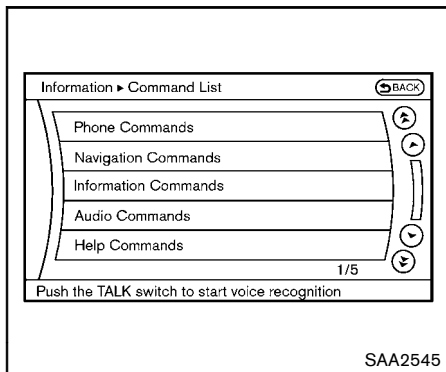 Information ▸ Command List
BACK
Phone Commands
Navigation Commands
Information Commands
Audio Commands
Help Commands
1/5
Push the TALK switch to start voice recognition
SAA2545